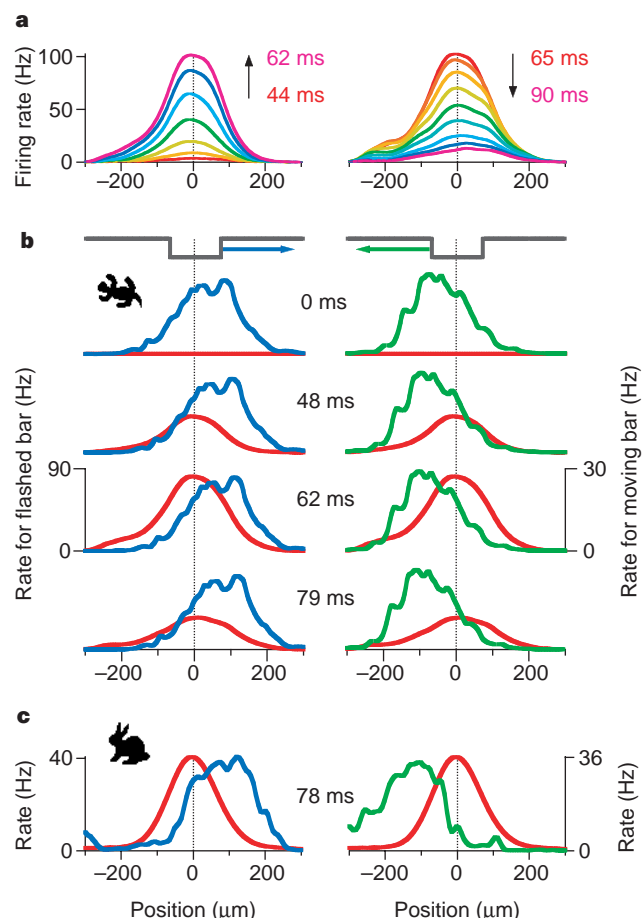 a
Firing rate (Hz)
100
50
0
62 ms
44 ms
65 ms
90 ms
–200 0 200
–200 0 200
b
Rate for flashed bar (Hz)
Rate for moving bar (Hz)
0 ms
48 ms
90
0
62 ms
30
0
79 ms
–200 0 200
–200 0 200
c
Rate (Hz)
40
0
78 ms
36
0
Rate (Hz)
–200 0 200
–200 0 200
Position (µm)
Position (µm)